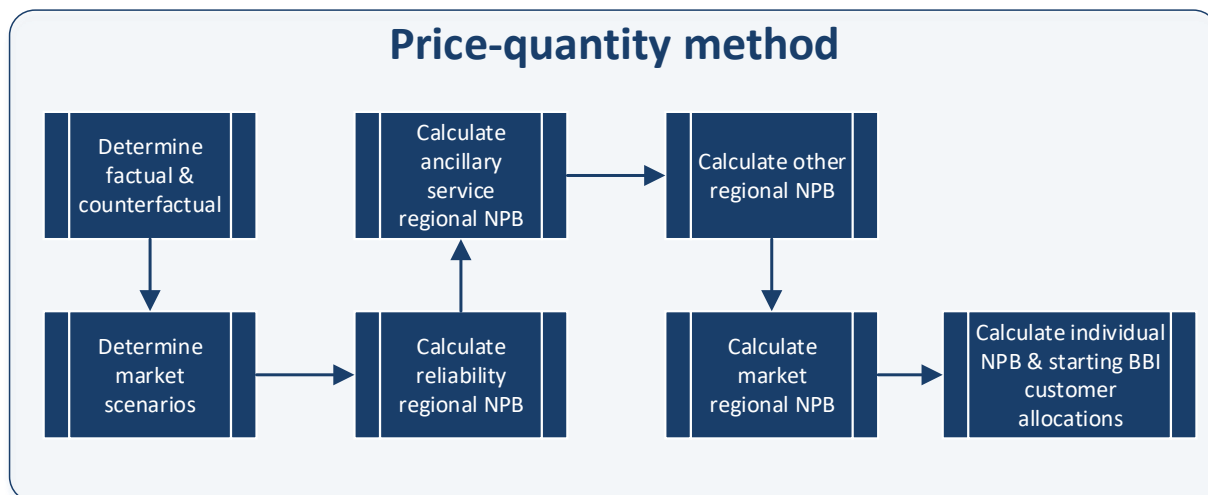 Price-quantity method
Determine
factual &
counterfactual
Determine
market
scenarios
Calculate
reliability
regional NPB
Calculate
ancillary
service
regional NPB
Calculate other
regional NPB
Calculate
market
regional NPB
Calculate individual
NPB & starting BBI
customer
allocations